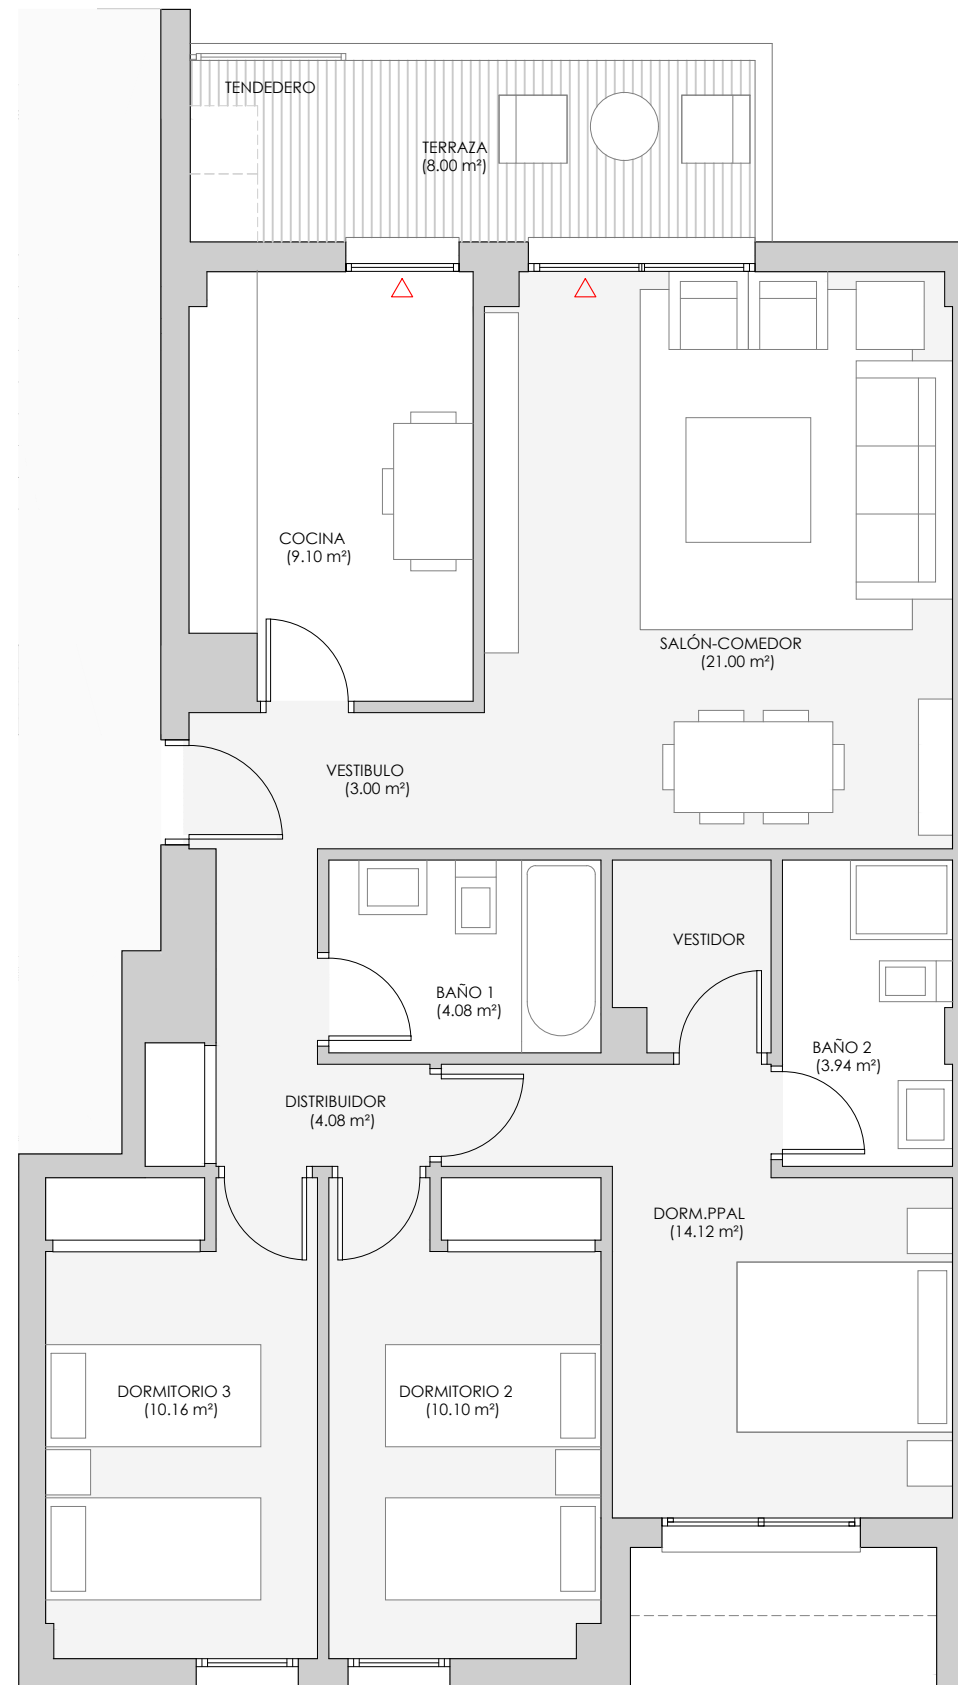 TENDEDERO
TERRAZA
(8.00 m²)
COCINA
(9.10 m²)
SALÓN-COMEDOR
(21.00 m²)
VESTIBULO
(3.00 m²)
VESTIDOR
BAÑO 1
(4.08 m²)
BAÑO 2
(3.94 m²)
DISTRIBUIDOR
(4.08 m²)
DORM.PPAL
(14.12 m²)
DORMITORIO 3
(10.16 m²)
DORMITORIO 2
(10.10 m²)